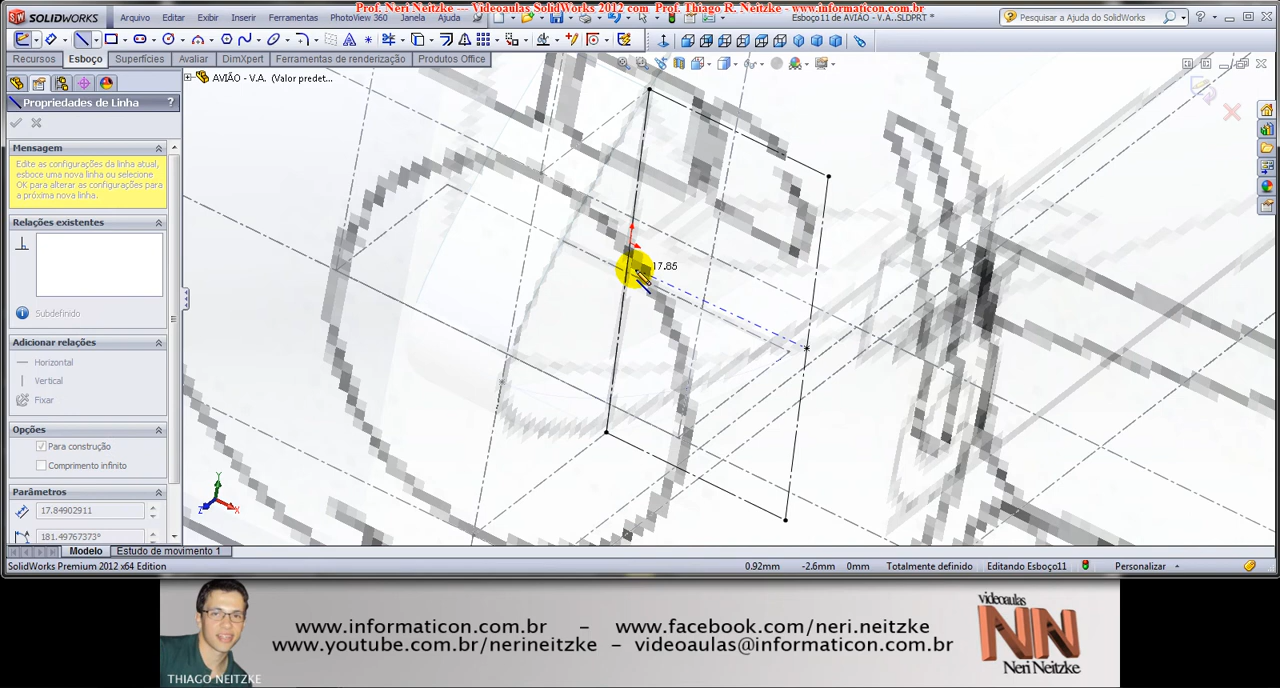 Prof. Neri Neitzke --- Videoaulas SolidWorks 2012 com Prof. Thiago R. Neitzke - www.informaticon.com.br
SOLIDWORKS
Arquivo Editar Exibir Inserir Ferramentas PhotoView 360 My Toolbox Janela Ajuda
Esboço11 de AVIÃO - V.A..SLDPRT *
Pesquisar a Ajuda do SolidWorks
Recursos Esboço Superfícies Avaliar DimXpert Ferramentas de renderização Produtos Office
AVIÃO - V.A. (Valor predet...
Propriedades de Linha
?
Mensagem
Edite as configurações da linha atual,
esboce uma nova linha ou selecione
OK para alterar as configurações para
a próxima nova linha.
Relações existentes
Subdefinido
Adicionar relações
Horizontal
Vertical
Fixar
Opções
Para construção
Comprimento infinito
Parâmetros
17.84902911
181.49767373°
17.85
Y
Z
X
Modelo Estudo de movimento 1
SolidWorks Premium 2012 x64 Edition
0.92mm -2.6mm 0mm Totalmente definido Editando Esboço11 Personalizar
www.informaticon.com.br - www.facebook.com/neri.neitzke
www.youtube.com.br/nerineitzke - videoaulas@informaticon.com.br
THIAGO NEITZKE
videoaulas
NN
Neri Neitzke